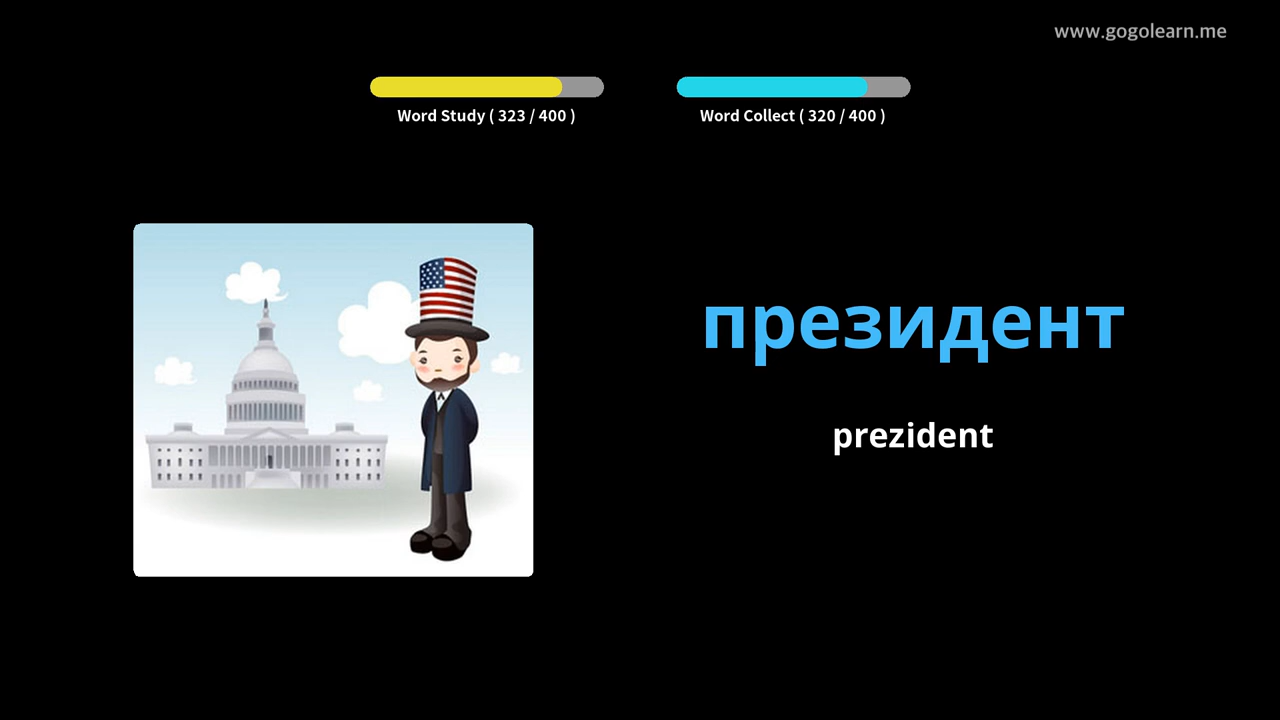 www.gogolearn.me
Word Study ( 323 / 400 )
Word Collect ( 320 / 400 )
президент
prezident